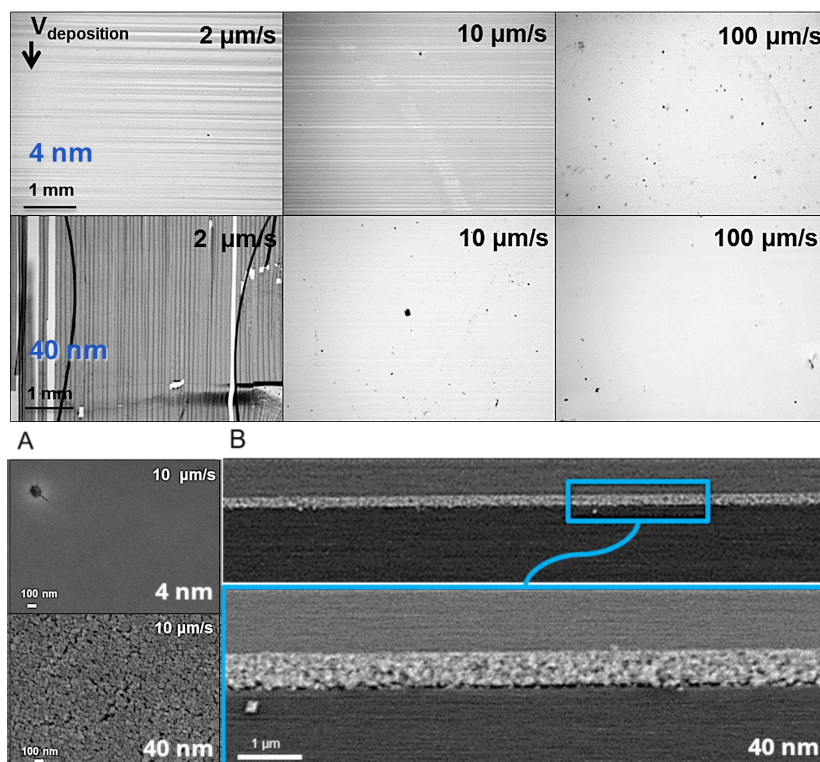 V deposition
2 µm/s
10 µm/s
100 µm/s
4 nm
1 mm
2 µm/s
10 µm/s
100 µm/s
40 nm
1 mm
A
B
10 µm/s
100 nm
4 nm
10 µm/s
100 nm
40 nm
1 µm
40 nm